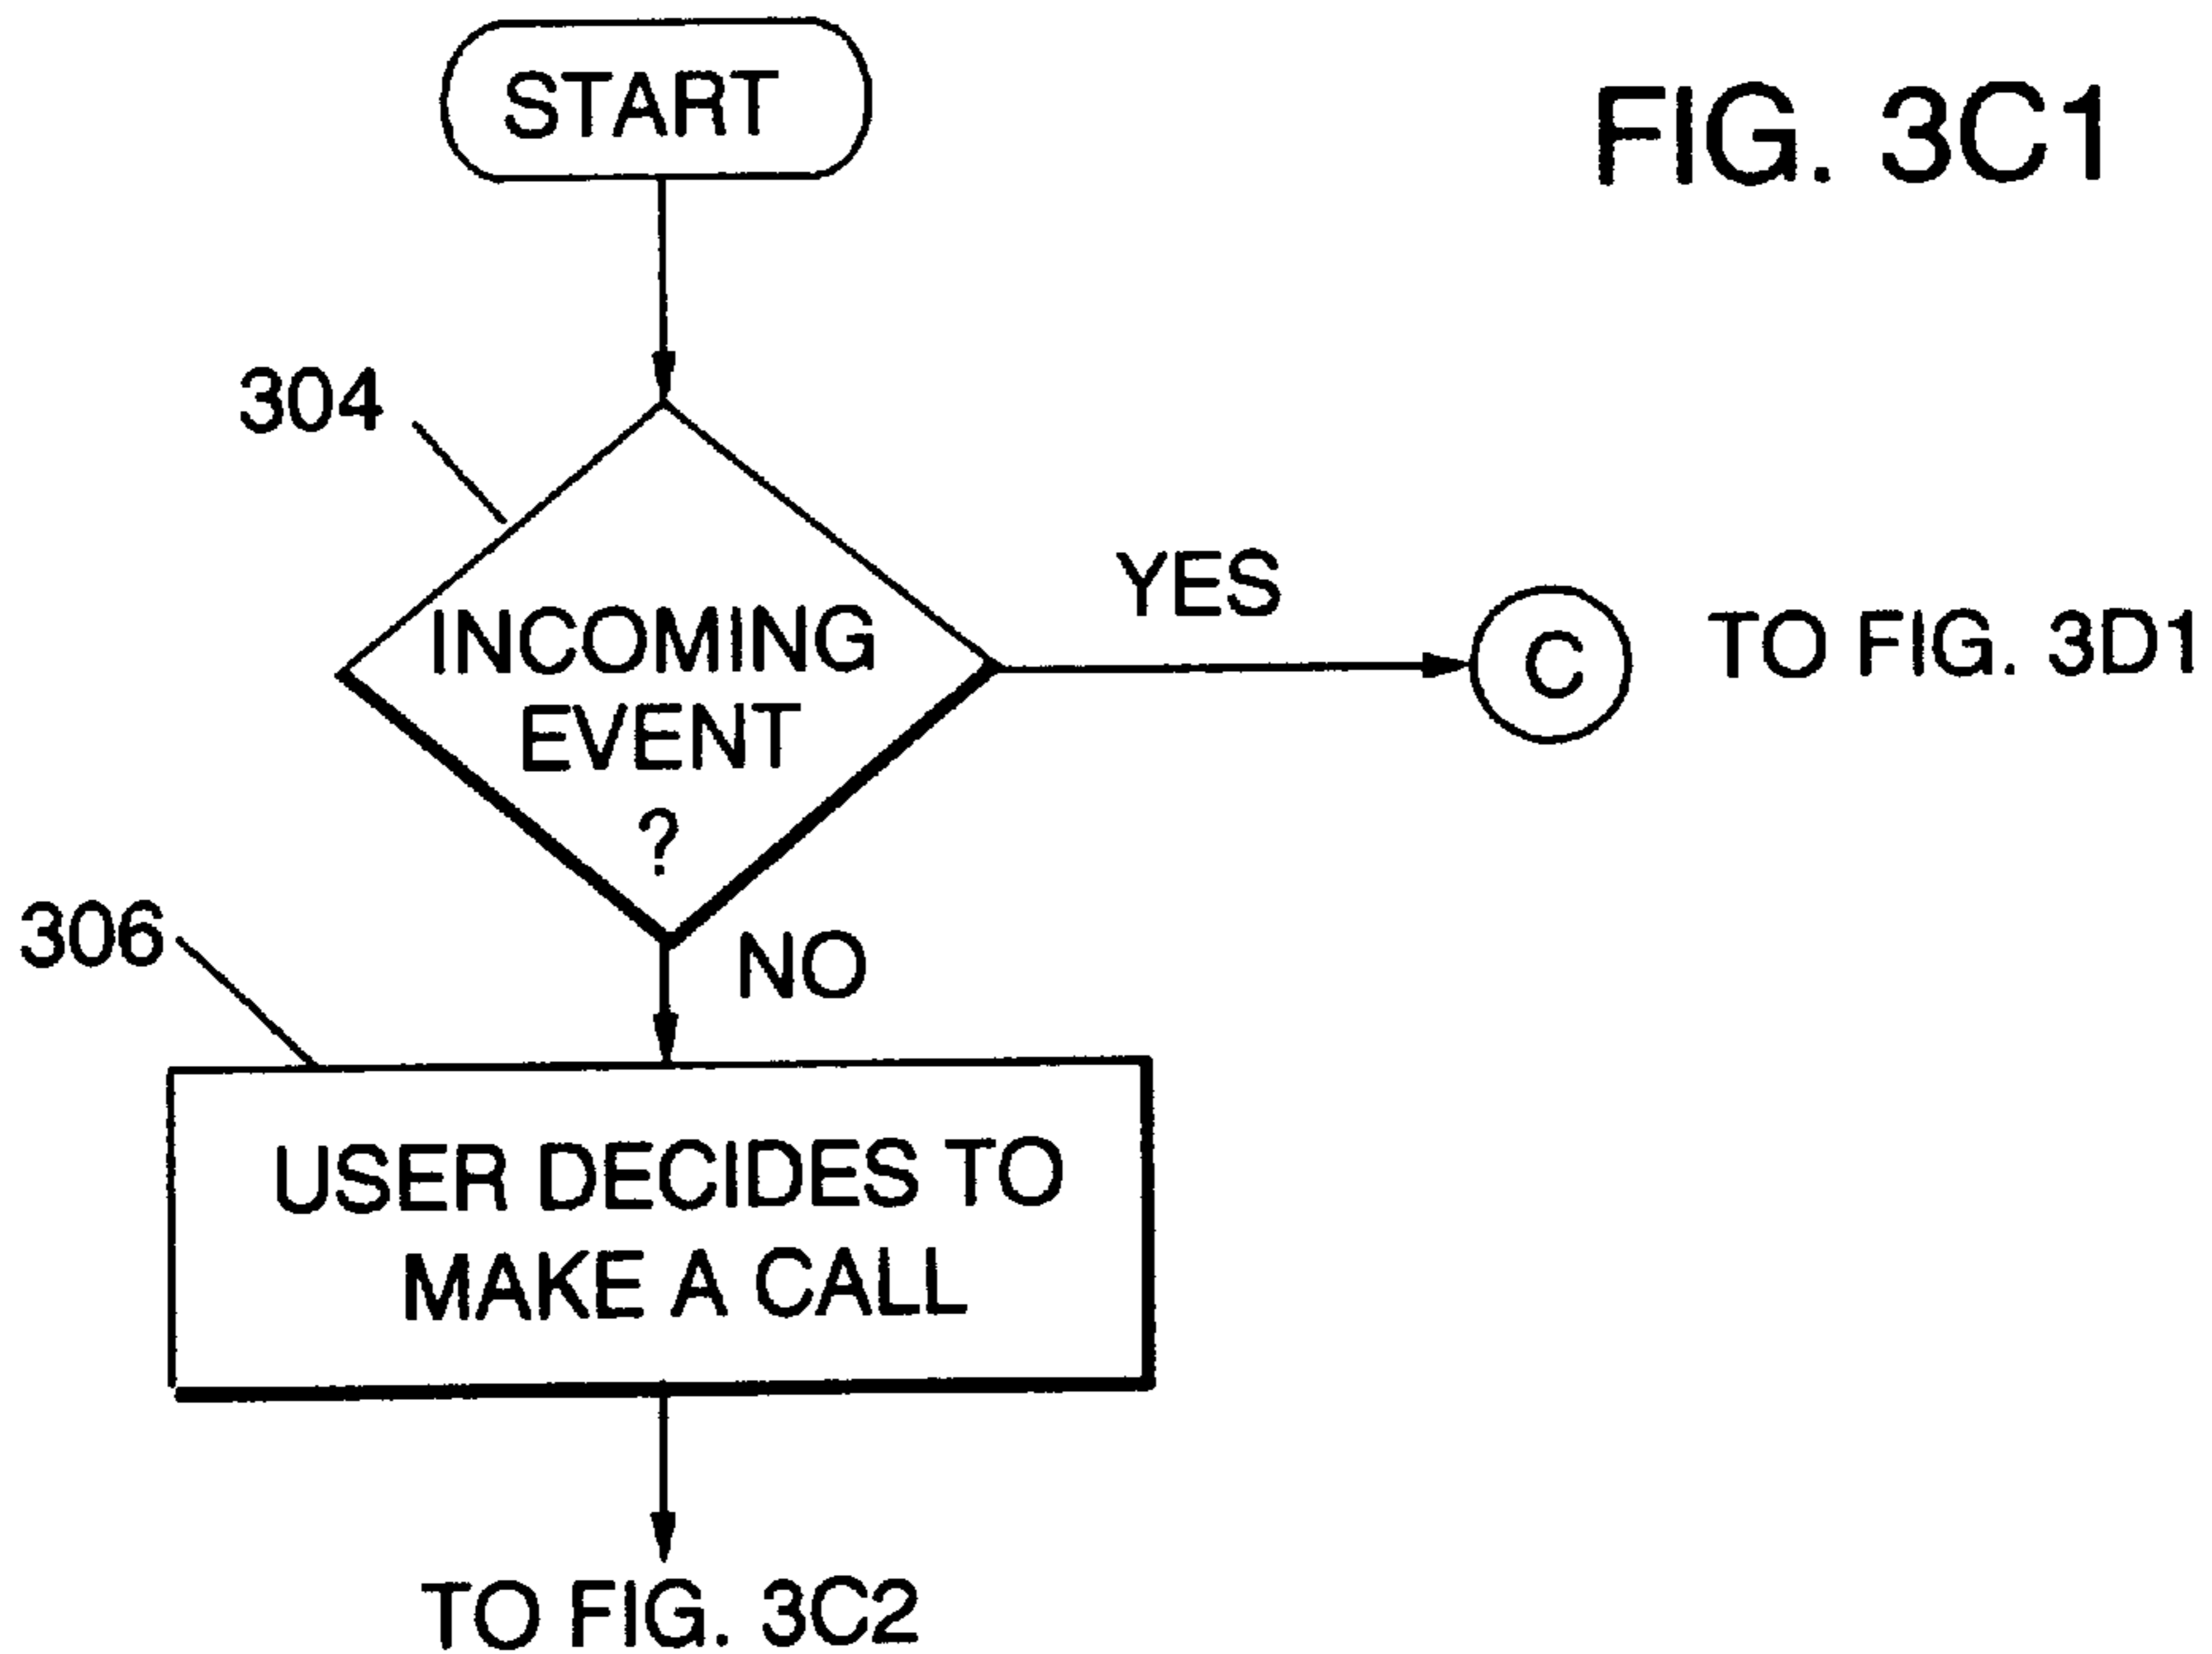 START
FIG. 3C1
304
INCOMING
EVENT
?
YES
C
TO FIG. 3D1
NO
306
USER DECIDES TO
MAKE A CALL
TO FIG. 3C2